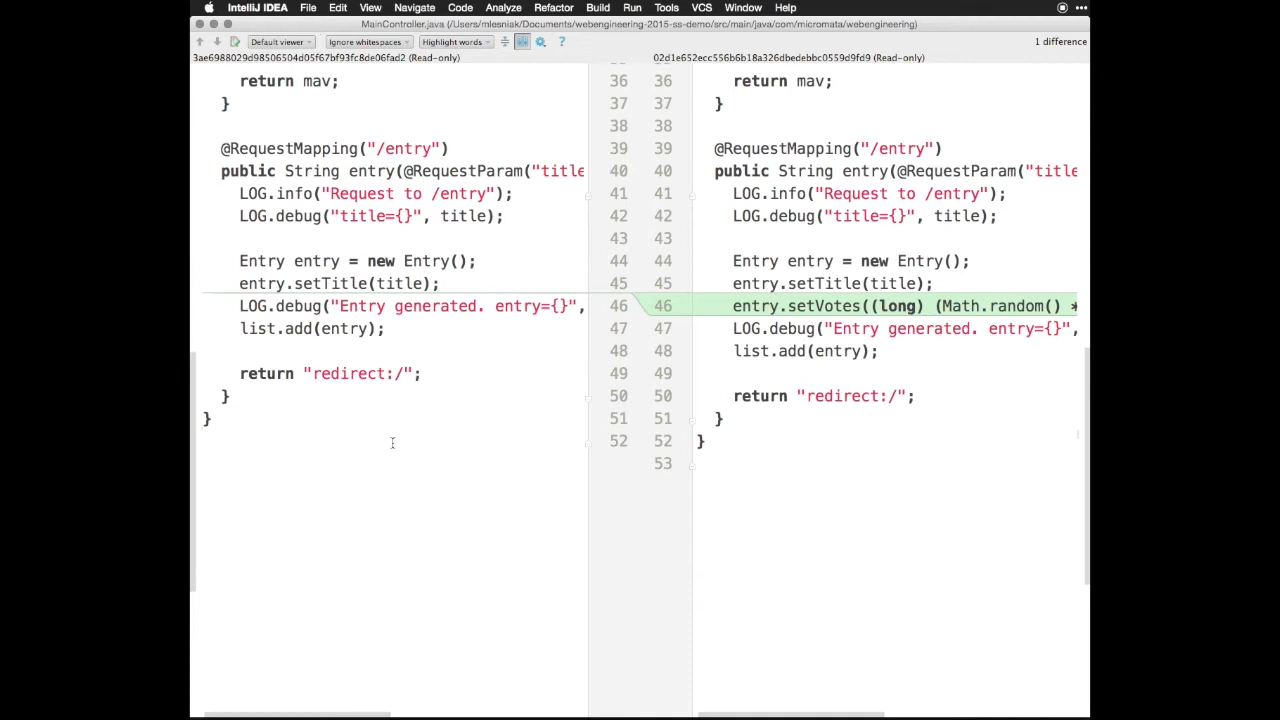 IntelliJ IDEA File Edit View Navigate Code Analyze Refactor Build Run Tools VCS Window Help
MainController.java (/Users/mlesniak/Documents/webengineering-2015-ss-demo/src/main/java/com/micromata/webengineering)
Default viewer Ignore whitespaces Highlight words ? 1 difference
3ae6988029d98506504d05f67bf93fc8de06fad2 (Read-only) 02d1e652ecc556b6b18a326dbedebbc0559d9fd9 (Read-only)
return mav; 36 36 return mav;
} 37 37 }
38 38
@RequestMapping("/entry") 39 39 @RequestMapping("/entry")
public String entry(@RequestParam("title 40 40 public String entry(@RequestParam("title
LOG.info("Request to /entry"); 41 41 LOG.info("Request to /entry");
LOG.debug("title={}", title); 42 42 LOG.debug("title={}", title);
43 43
Entry entry = new Entry(); 44 44 Entry entry = new Entry();
entry.setTitle(title); 45 45 entry.setTitle(title);
LOG.debug("Entry generated. entry={}", 46 46 entry.setVotes((long) (Math.random() *
list.add(entry); 47 47 LOG.debug("Entry generated. entry={}",
48 48 list.add(entry);
return "redirect:/"; 49 49
} 50 50 return "redirect:/";
} 51 51 }
52 52 }
53